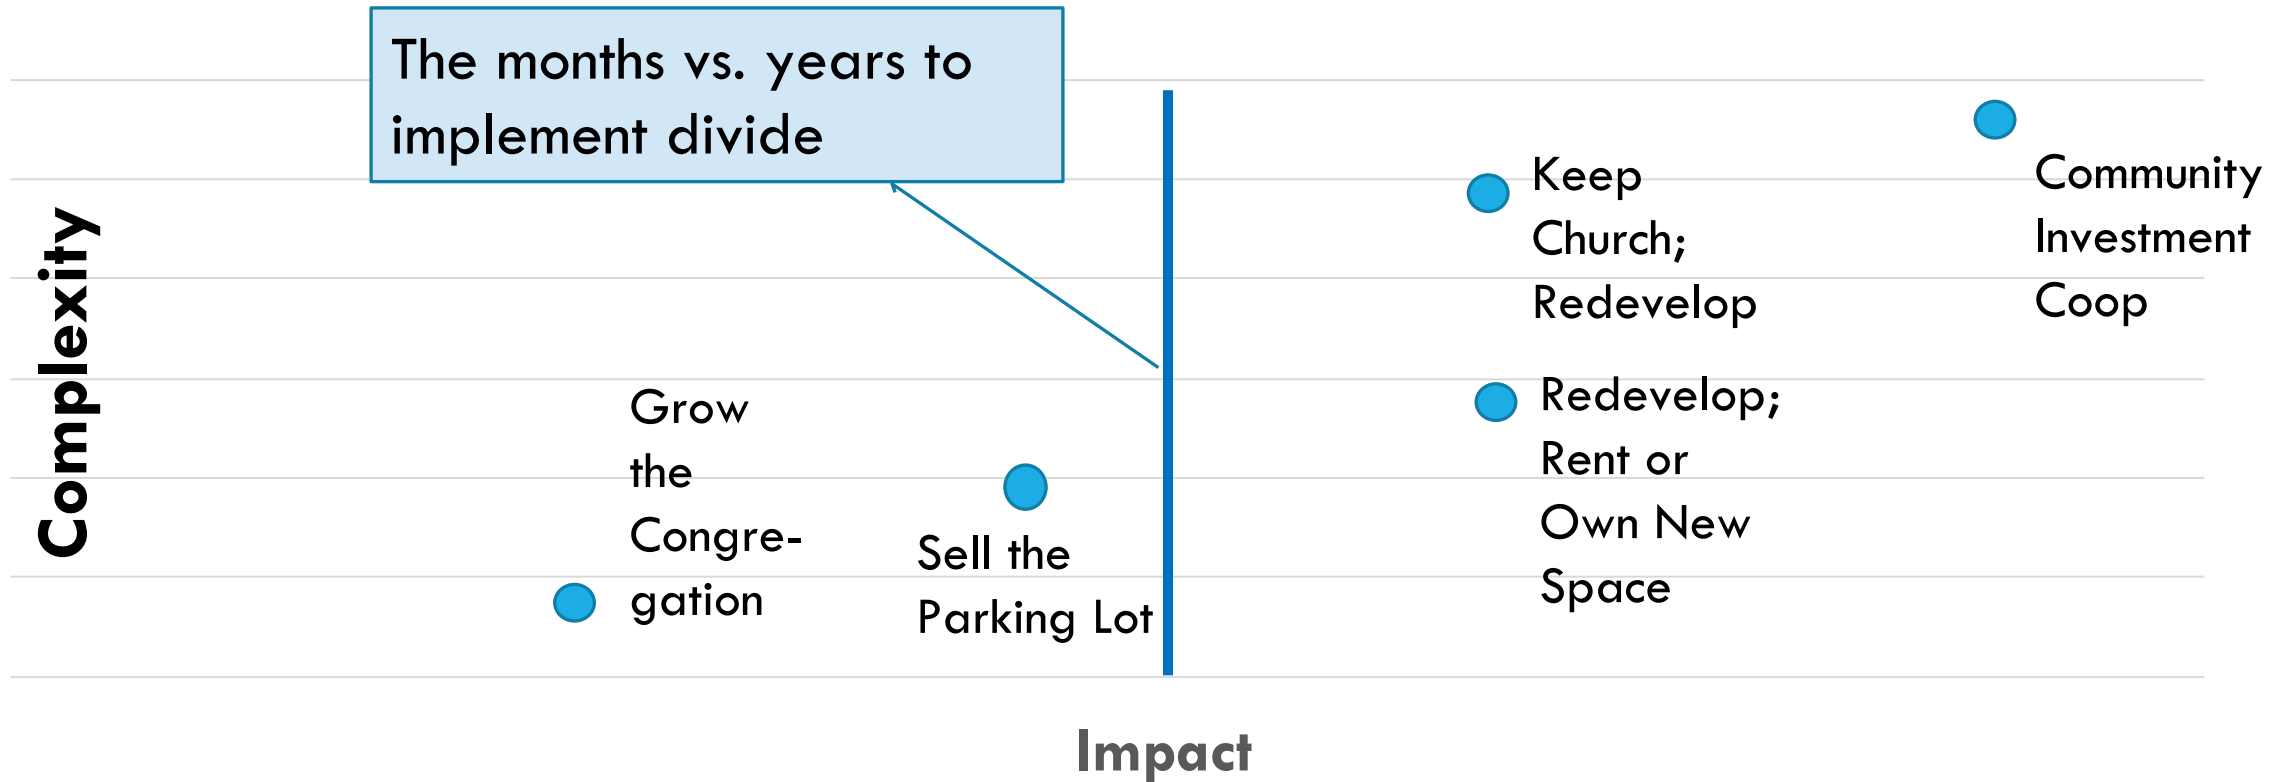 The months vs. years to
implement divide
Complexity
Grow
the
Congre-
gation
Sell the
Parking Lot
Keep
Church;
Redevelop
Redevelop;
Rent or
Own New
Space
Community
Investment
Coop
Impact